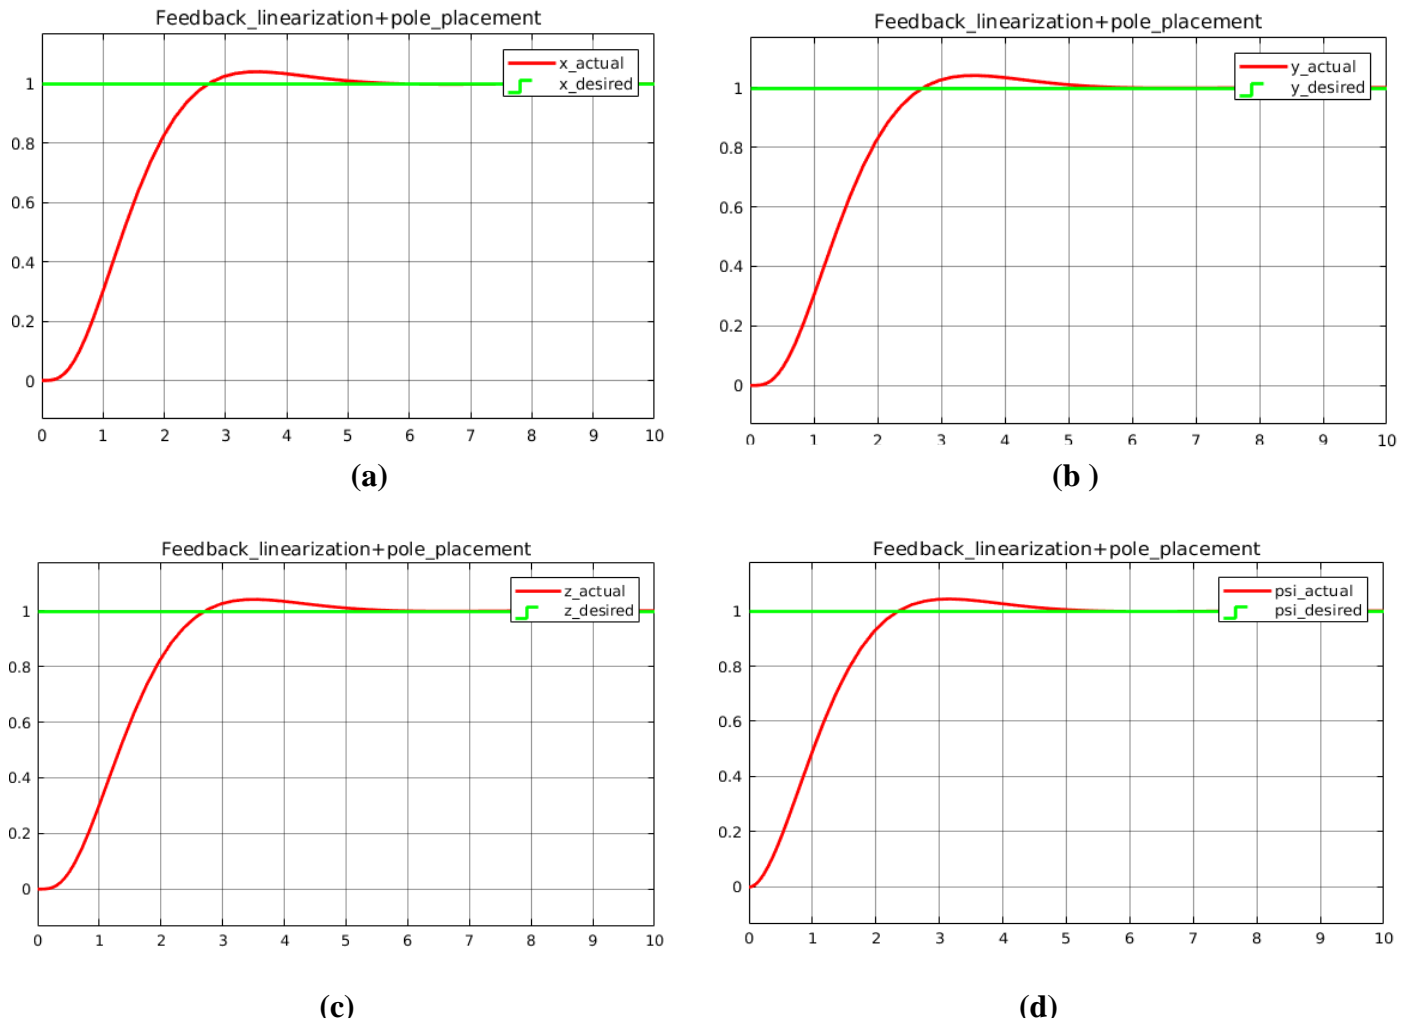 Feedback_linearization+pole_placement
x_actual
x_desired
1
0.8
0.6
0.4
0.2
0
0 1 2 3 4 5 6 7 8 9 10
(a)
Feedback_linearization+pole_placement
y_actual
y_desired
1
0.8
0.6
0.4
0.2
0
0 1 2 3 4 5 6 7 8 9 10
(b )
Feedback_linearization+pole_placement
z_actual
z_desired
1
0.8
0.6
0.4
0.2
0
0 1 2 3 4 5 6 7 8 9 10
(c)
Feedback_linearization+pole_placement
psi_actual
psi_desired
1
0.8
0.6
0.4
0.2
0
0 1 2 3 4 5 6 7 8 9 10
(d)